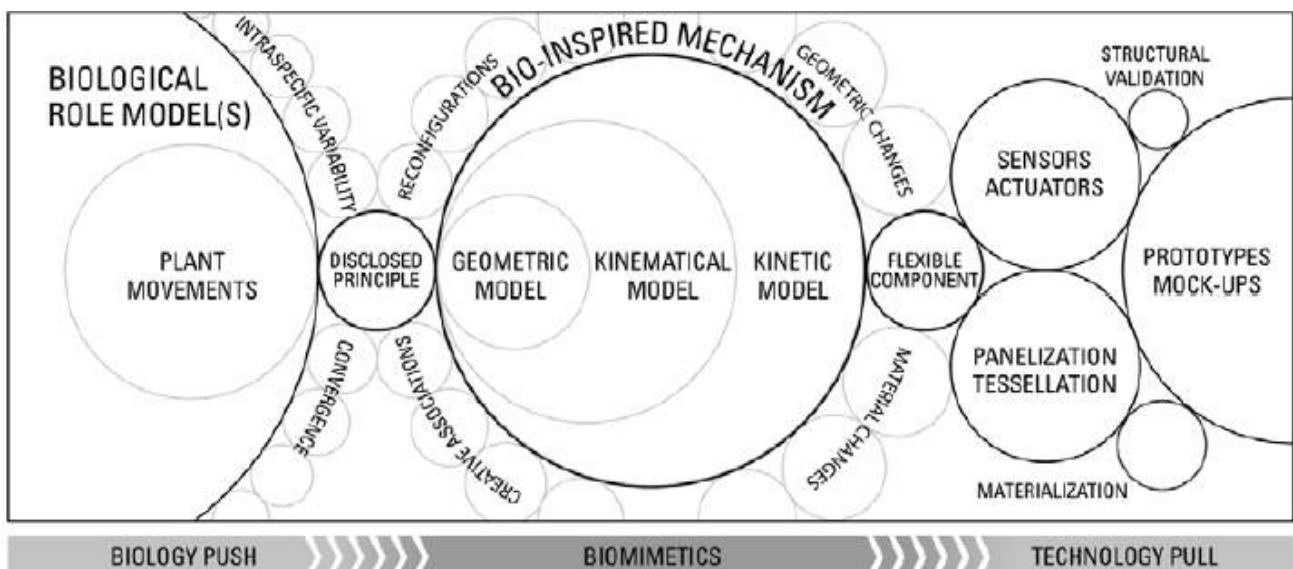 BIOLOGICAL
ROLE MODEL(S)
PLANT
MOVEMENTS
INTRASPECIFIC VARIABILITY
CONVERGENCE
DISCLOSED
PRINCIPLE
RECONFIGURATIONS
CREATIVE ASSOCIATIONS
BIO-INSPIRED MECHANISM
GEOMETRIC
MODEL
KINEMATICAL
MODEL
KINETIC
MODEL
GEOMETRIC CHANGES
MATERIAL CHANGES
FLEXIBLE
COMPONENT
SENSORS
ACTUATORS
PANELIZATION
TESSELLATION
STRUCTURAL
VALIDATION
MATERIALIZATION
PROTOTYPES
MOCK-UPS
BIOLOGY PUSH
BIOMIMETICS
TECHNOLOGY PULL